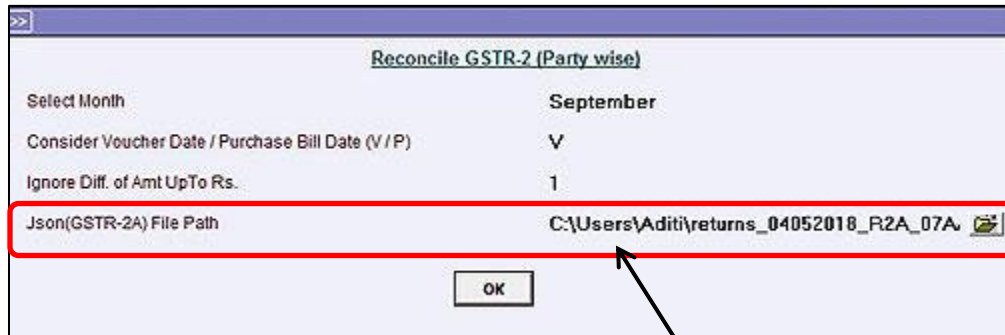 >>
Reconcile GSTR-2 (Party wise)
Select Month September
Consider Voucher Date / Purchase Bill Date (V / P) V
Ignore Diff. of Amt UpTo Rs. 1
Json(GSTR-2A) File Path C:\Users\Aditi\returns_04052018_R2A_07A.
OK